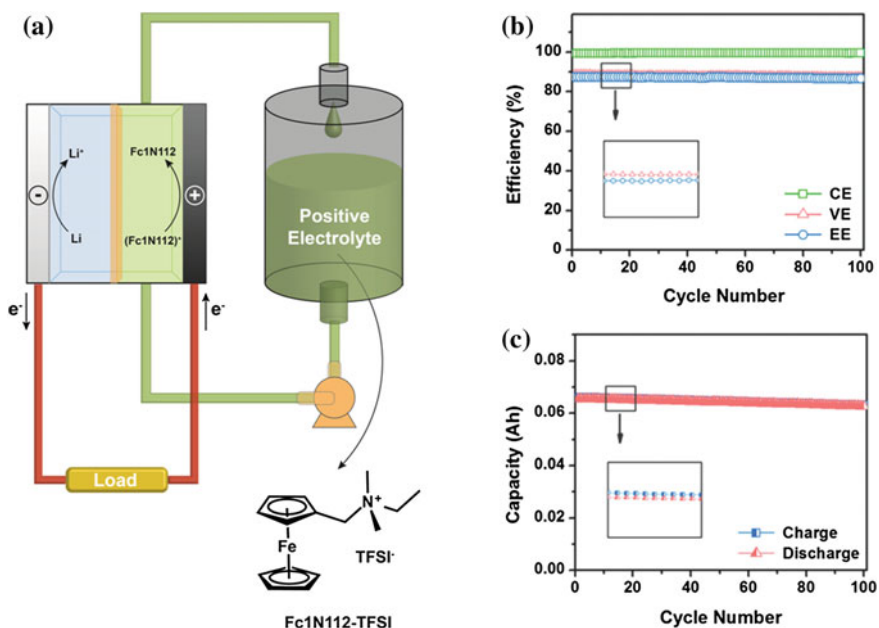 (a)
Li⁺
Li
Fc1N112
(Fc1N112)⁺
-
+
e⁻
e⁻
Positive
Electrolyte
Load
Fe
N⁺
TFSI⁻
Fc1N112-TFSI
(b)
Efficiency (%)
100
80
60
40
20
0
CE
VE
EE
0 20 40 60 80 100
Cycle Number
(c)
Capacity (Ah)
0.08
0.06
0.04
0.02
0.00
Charge
Discharge
0 20 40 60 80 100
Cycle Number